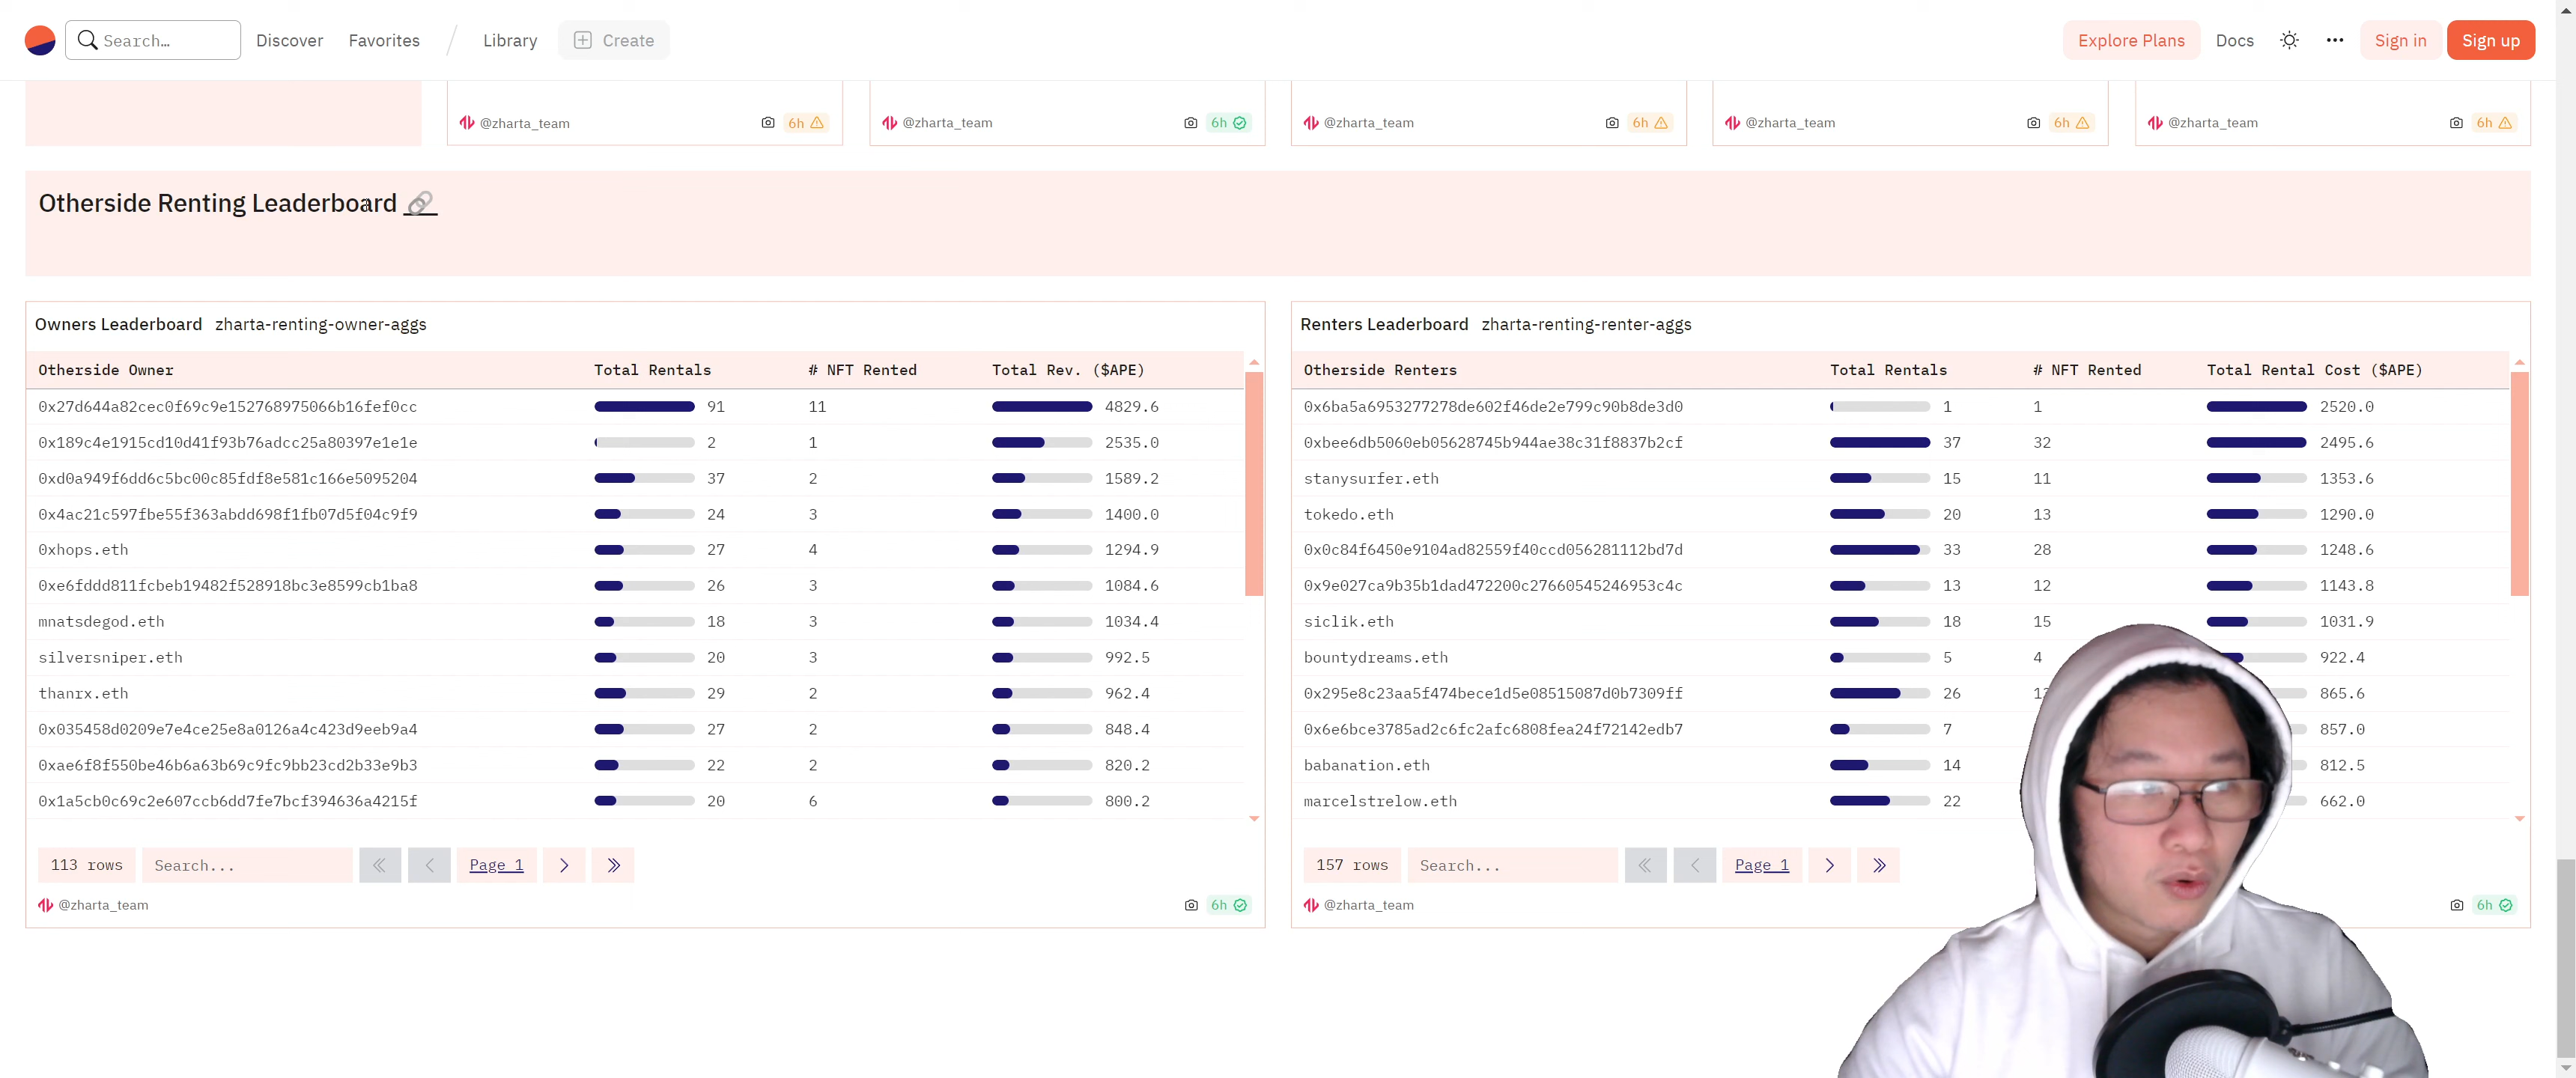 Search...
Discover
Favorites
Library
Create
Explore Plans
Docs
Sign in
Sign up
@zharta_team 6h
@zharta_team 6h
@zharta_team 6h
@zharta_team 6h
@zharta_team 6h
Otherside Renting Leaderboard
Owners Leaderboard zharta-renting-owner-aggs
Otherside Owner Total Rentals # NFT Rented Total Rev. ($APE)
0x27d644a82cec0f69c9e152768975066b16fef0cc 91 11 4829.6
0x189c4e1915cd10d41f93b76adcc25a80397e1e1e 2 1 2535.0
0xd0a949f6dd6c5bc00c85fdf8e581c166e5095204 37 2 1589.2
0x4ac21c597fbe55f363abdd698f1fb07d5f04c9f9 24 3 1400.0
0xhops.eth 27 4 1294.9
0xe6fddd811fcbeb19482f528918bc3e8599cb1ba8 26 3 1084.6
mnatsdegod.eth 18 3 1034.4
silversniper.eth 20 3 992.5
thanrx.eth 29 2 962.4
0x035458d0209e7e4ce25e8a0126a4c423d9eeb9a4 27 2 848.4
0xae6f8f550be46b6a63b69c9fc9bb23cd2b33e9b3 22 2 820.2
0x1a5cb0c69c2e607ccb6dd7fe7bcf394636a4215f 20 6 800.2
113 rows Search... Page 1
@zharta_team 6h
Renters Leaderboard zharta-renting-renter-aggs
Otherside Renters Total Rentals # NFT Rented Total Rental Cost ($APE)
0x6ba5a6953277278de602f46de2e799c90b8de3d0 1 1 2520.0
0xbee6db5060eb05628745b944ae38c31f8837b2cf 37 32 2495.6
stanysurfer.eth 15 11 1353.6
tokedo.eth 20 13 1290.0
0x0c84f6450e9104ad82559f40ccd056281112bd7d 33 28 1248.6
0x9e027ca9b35b1dad472200c27660545246953c4c 13 12 1143.8
siclik.eth 18 15 1031.9
bountydreams.eth 5 4 922.4
0x295e8c23aa5f474bece1d5e08515087d0b7309ff 26 865.6
0x6e6bce3785ad2c6fc2afc6808fea24f72142edb7 7 857.0
babanation.eth 14 812.5
marcelstrelow.eth 22 662.0
157 rows Search... Page 1
@zharta_team 6h